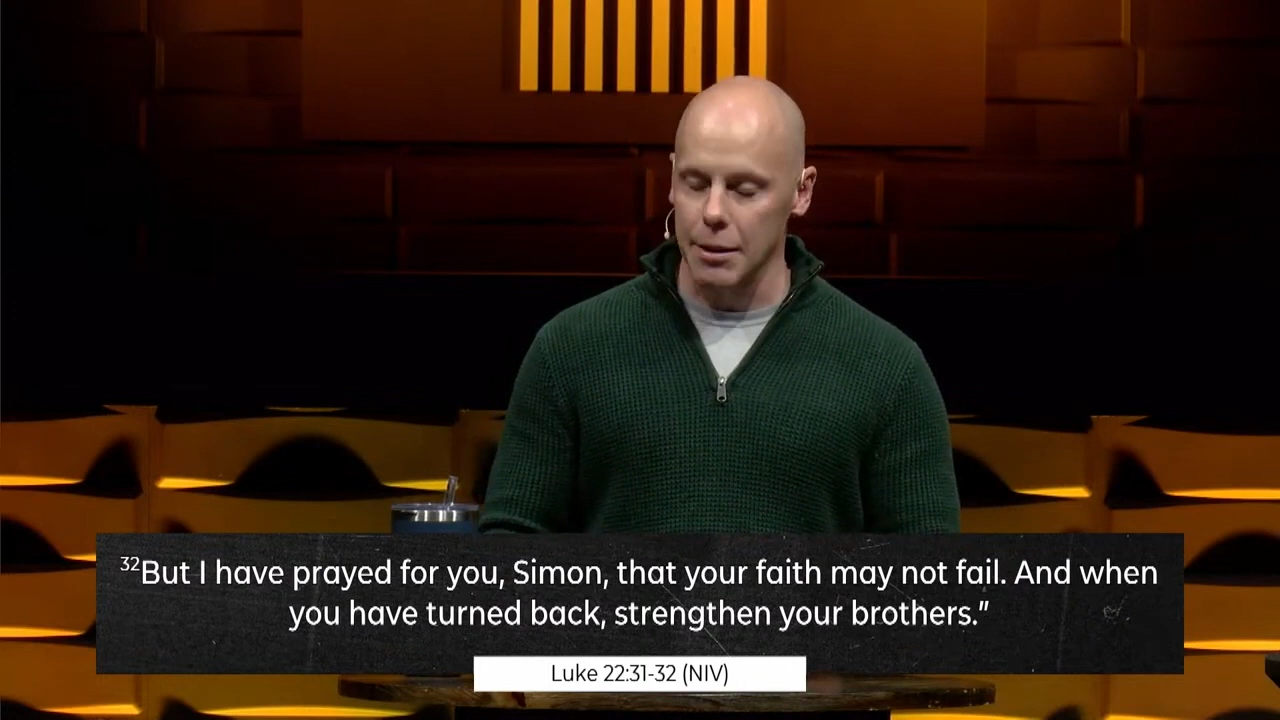 ³²But I have prayed for you, Simon, that your faith may not fail. And when
you have turned back, strengthen your brothers.”
Luke 22:31-32 (NIV)